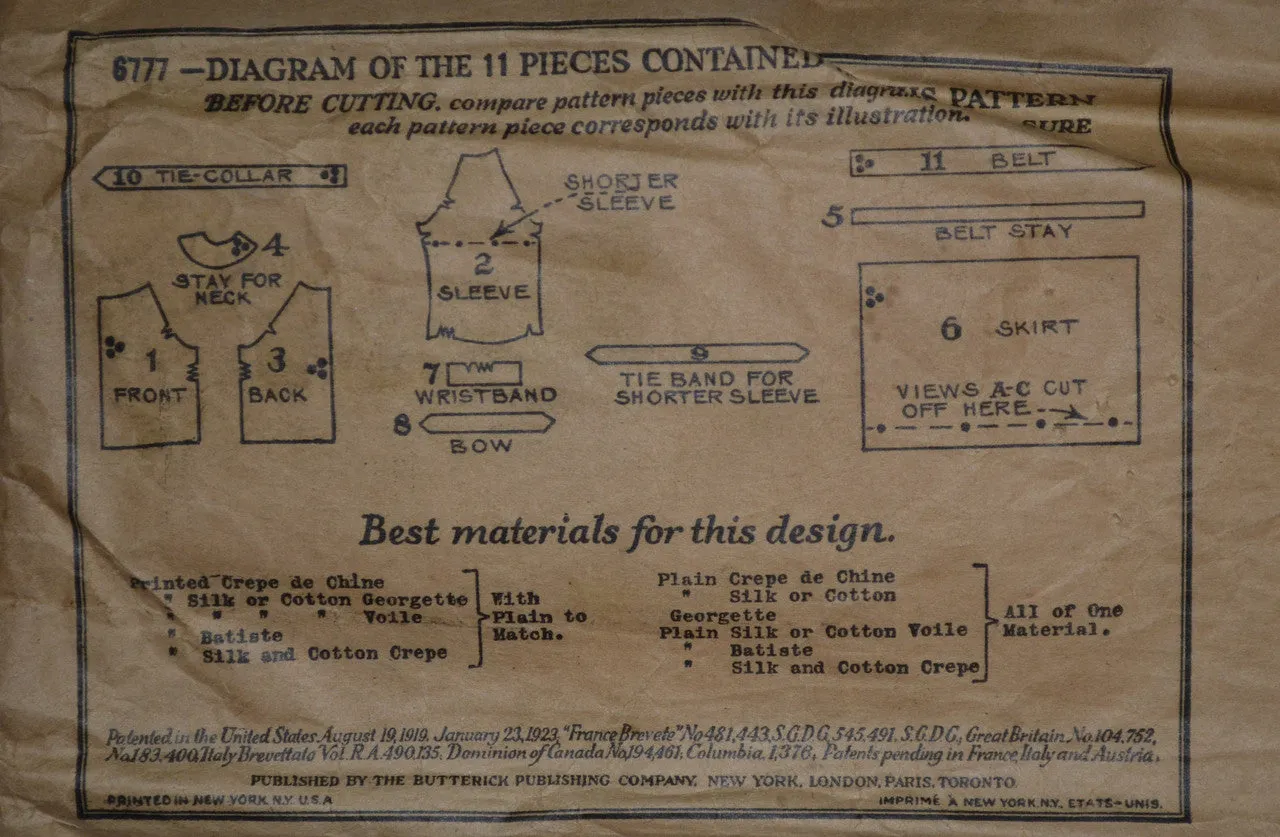 6777 —DIAGRAM OF THE 11 PIECES CONTAINED
PATTERN
BEFORE CUTTING, compare pattern pieces with this
each pattern piece corresponds with its illustration.
SURE
10 TIE-COLLAR
SHORTER
SLEEVE
11 BELT
5
BELT STAY
4
STAY FOR
NECK
2
SLEEVE
1
FRONT
3
BACK
6 SKIRT
7
WRISTBAND
8
BOW
9
TIE BAND FOR
SHORTER SLEEVE
VIEWS A-C CUT
OFF HERE
Best materials for this design.
Printed Crepe de Chine
" Silk or Cotton Georgette
" " " " Voile
" Batiste
" Silk and Cotton Crepe
With
Plain to
Match.
Plain Crepe de Chine
" Silk or Cotton
Georgette
Plain Silk or Cotton Voile
" Batiste
" Silk and Cotton Crepe
All of One
Material.
Patented in the United States August 19, 1919. January 23, 1923, "France Brevete" No 481,443, S.G.D.G, 545,491, S.G.D.G., Great Britain No. 104,752,
No. 183,400, Italy Brevettato Vol. R.A. 490,135. Dominion of Canada No. 194,461. Columbia, 1,376. Patents pending in France, Italy and Austria.
PUBLISHED BY THE BUTTERICK PUBLISHING COMPANY, NEW YORK, LONDON, PARIS, TORONTO
PRINTED IN NEW YORK N.Y. U.S.A
IMPRIMÉ A NEW YORK N.Y., ETATS-UNIS.